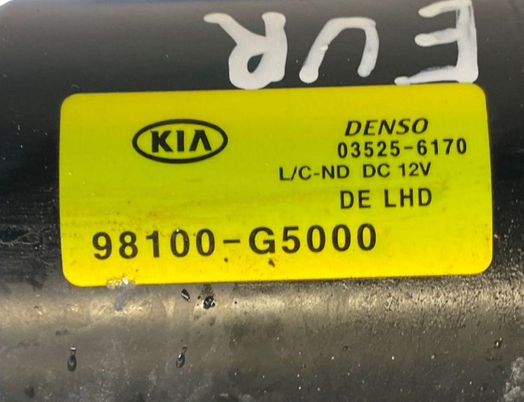 EUR
KIA
DENSO
03525-6170
L/C-ND DC 12V
DE LHD
98100-G5000